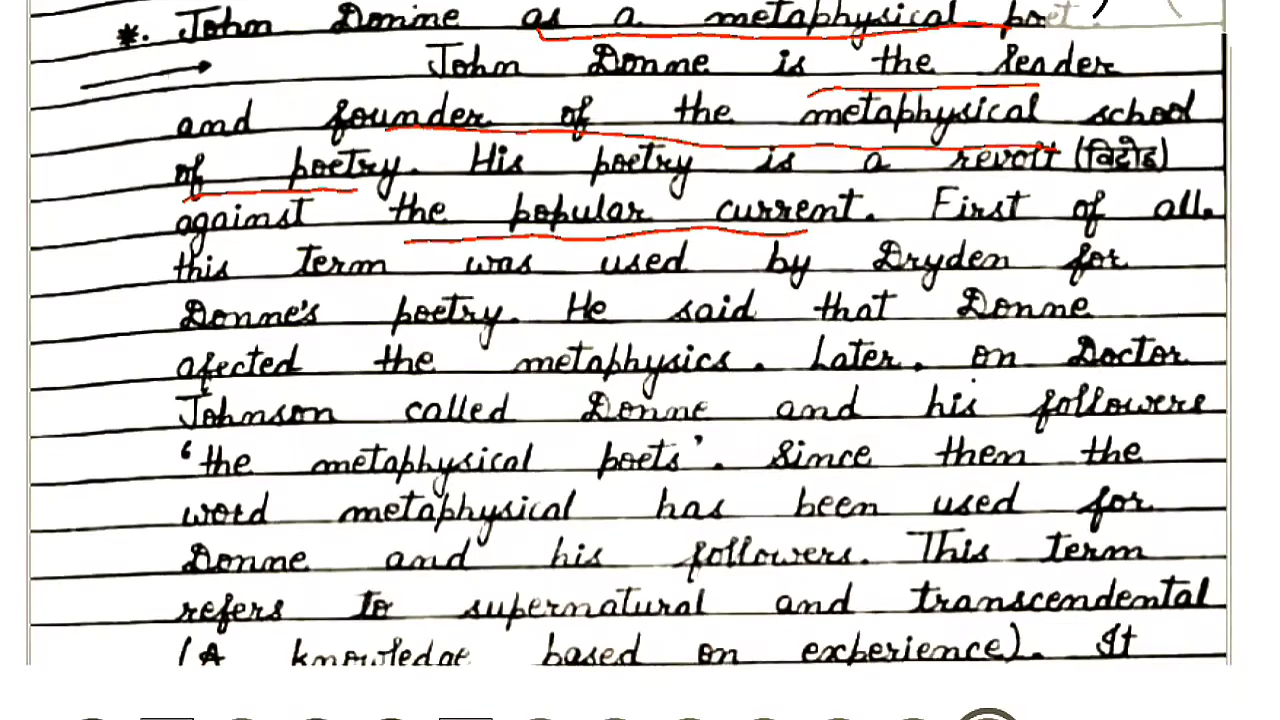 *. John Donne as a metaphysical poet
John Donne is the leader
and founder of the metaphysical school
of poetry. His poetry is a revolt (विद्रोह)
against the popular current. First of all,
this term was used by Dryden for
Donne's poetry. He said that Donne
afected the metaphysics. Later, on Doctor
Johnson called Donne and his followers
‘the metaphysical poets’. Since then the
word metaphysical has been used for
Donne and his followers. This term
refers to supernatural and transcendental
(A knowledge based on experience). It